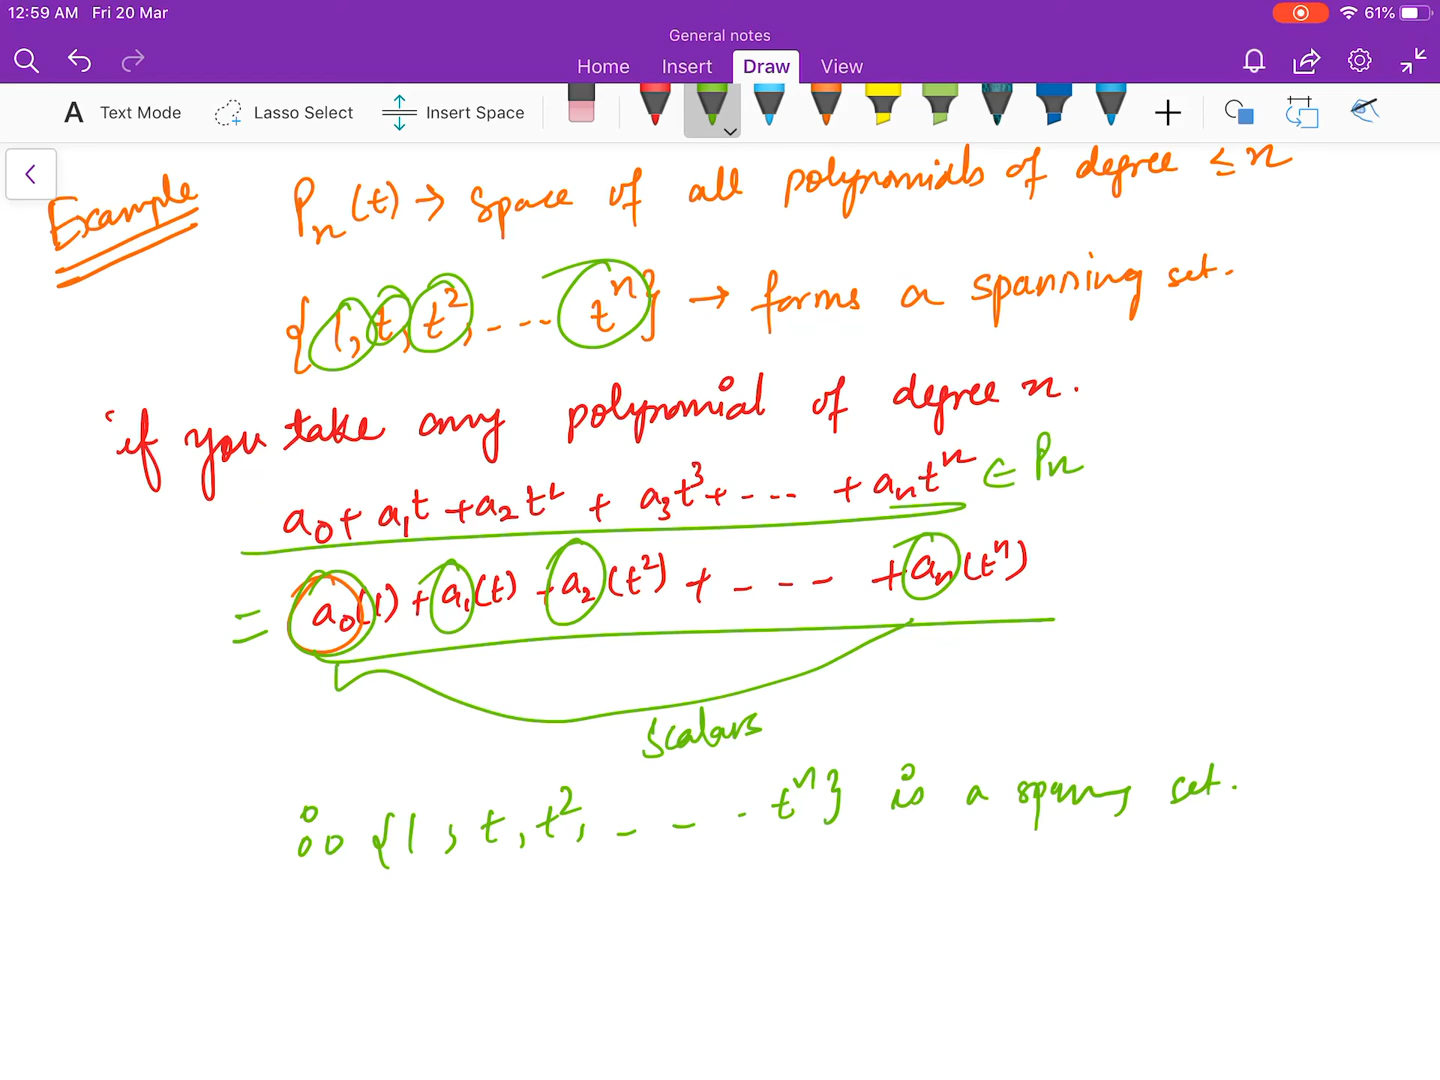 12:59 AM Fri 20 Mar
61%
General notes
Home Insert Draw View
A Text Mode Lasso Select Insert Space
Example Pn(t) → space of all polynomials of degree ≤ n
{1, t, t², - - -- tⁿ} → forms a spanning set.
if you take any polynomial of degree n.
a₀ + a₁t + a₂t² + a₃t³ + - - -- + aₙtⁿ ∈ Pn
= a₀(1) + a₁(t) + a₂(t²) + - - - + aₙ(tⁿ)
scalars
∴ {1, t, t², - - - tⁿ} is a spanning set.